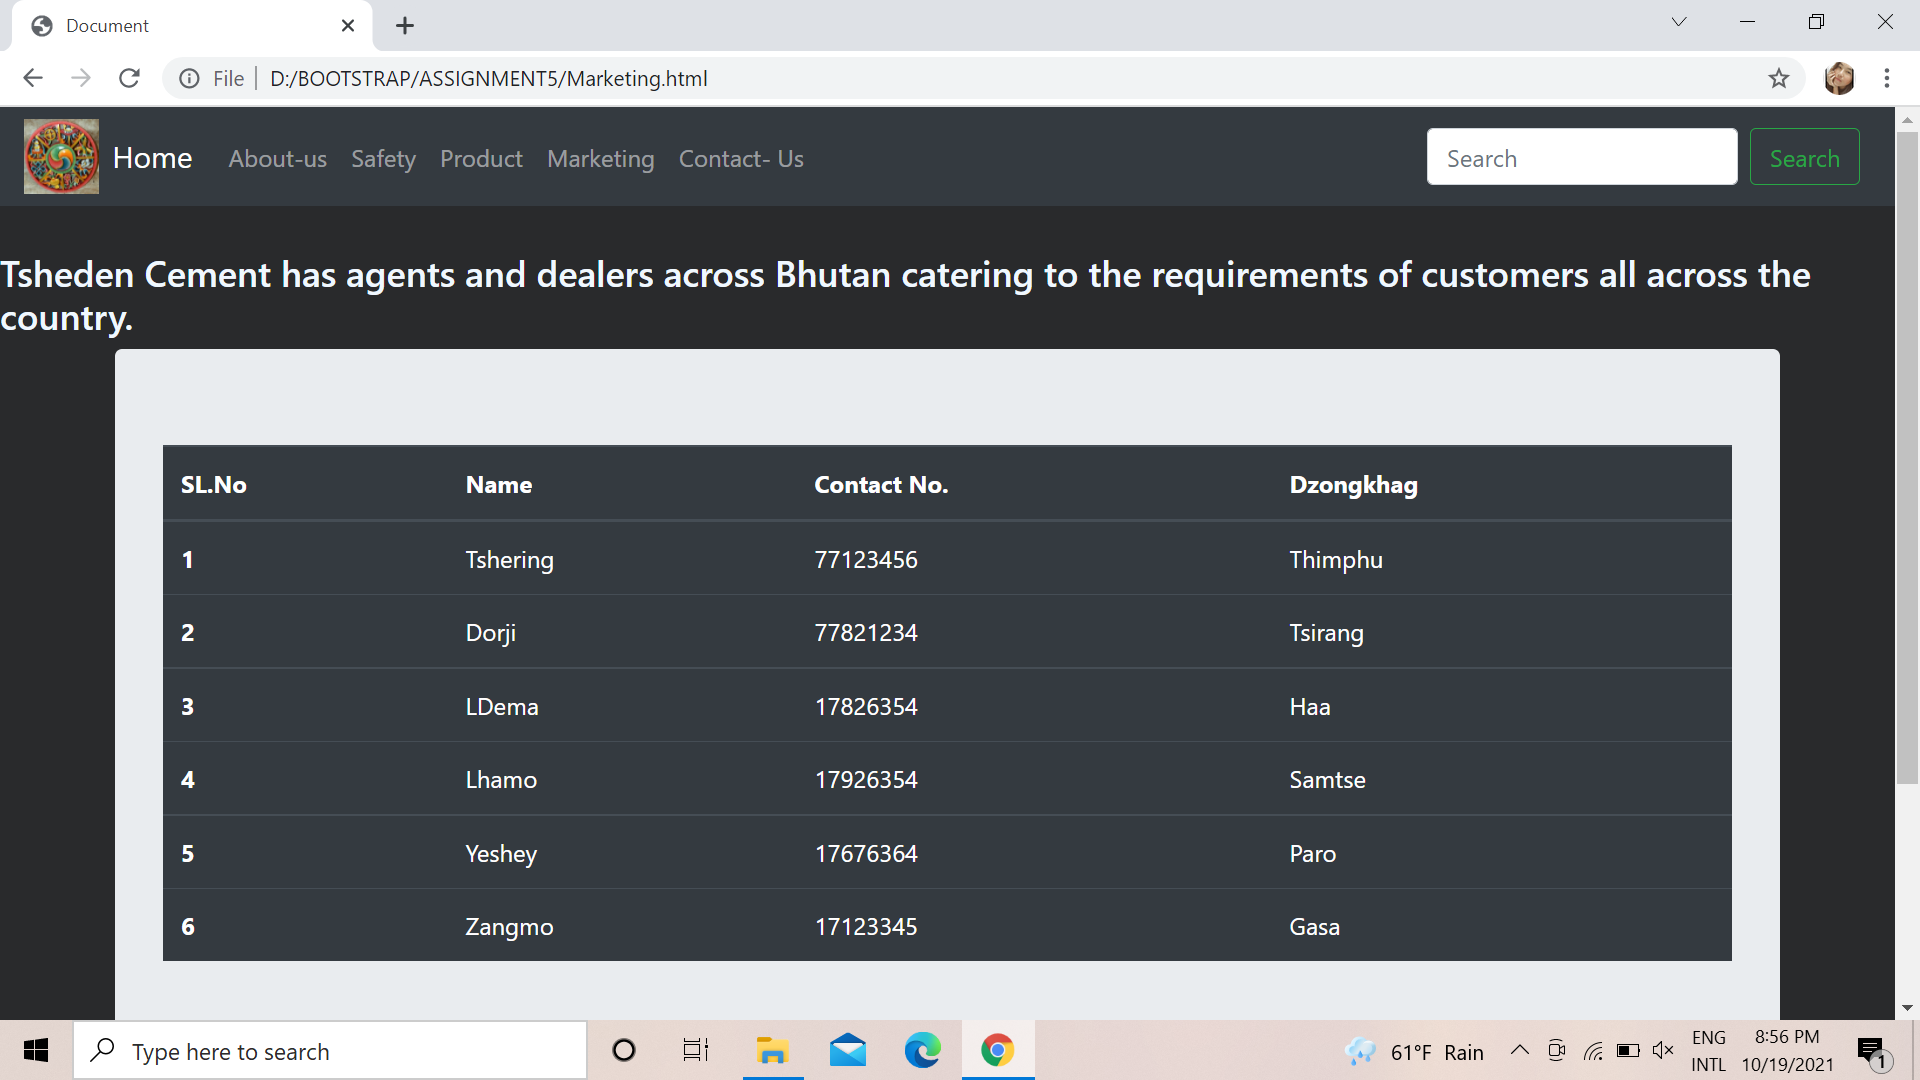 Document
File
D:/BOOTSTRAP/ASSIGNMENT5/Marketing.html
Home About-us Safety Product Marketing Contact- Us Search Search
Tsheden Cement has agents and dealers across Bhutan catering to the requirements of customers all across the
country.
SL.No Name Contact No. Dzongkhag
1 Tshering 77123456 Thimphu
2 Dorji 77821234 Tsirang
3 LDema 17826354 Haa
4 Lhamo 17926354 Samtse
5 Yeshey 17676364 Paro
6 Zangmo 17123345 Gasa
Type here to search
61°F Rain
ENG
INTL
8:56 PM
10/19/2021
1